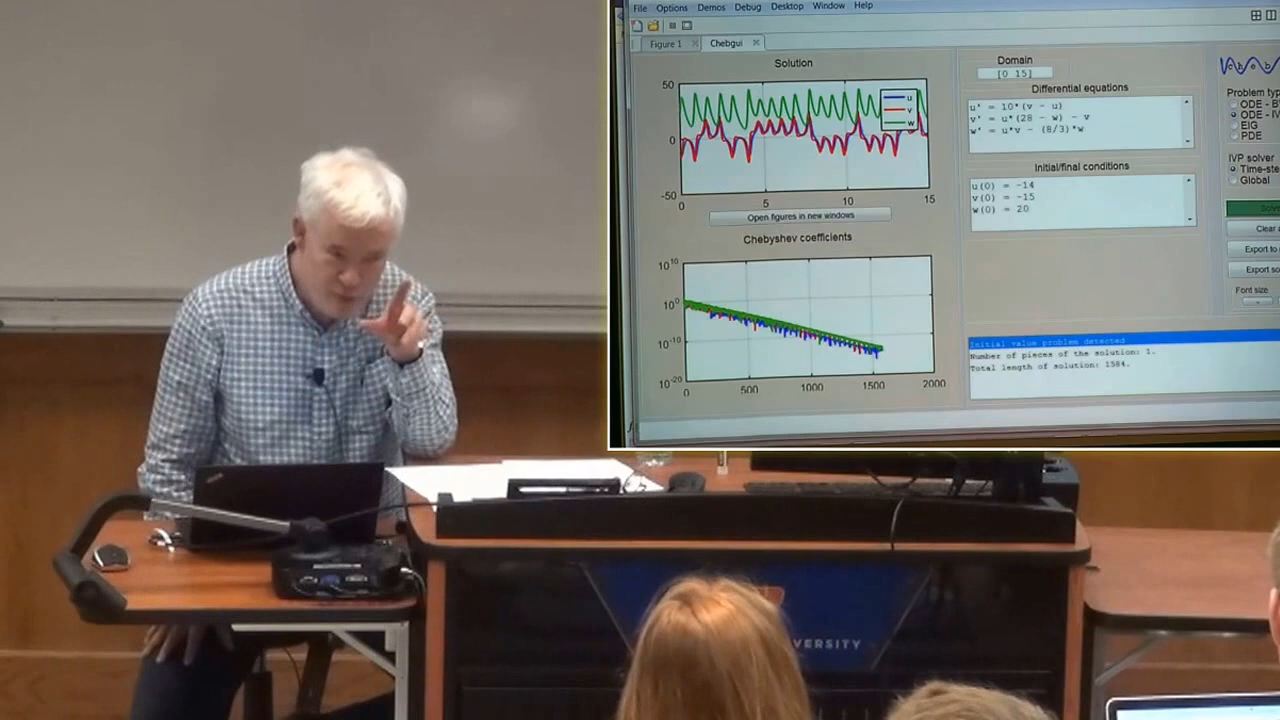 File Options Demos Debug Desktop Window Help
Figure 1 Chebgui
Solution
50
0
-50
0 5 10 15
u
v
w
Open figures in new windows
Chebyshev coefficients
10^10
10^0
10^-10
10^-20
0 500 1000 1500 2000
Domain
[0 15]
Differential equations
u' = 10*(v - u)
v' = u*(28 - w) - v
w' = u*v - (8/3)*w
Initial/final conditions
u(0) = -14
v(0) = -15
w(0) = 20
Initial value problem detected
Number of pieces of the solution: 1.
Total length of solution: 1584.
cheb
Problem typ
ODE - B
ODE - IV
EIG
PDE
IVP solver
Time-ste
Global
Clear a
Export to
Export so
Font size
VERSITY